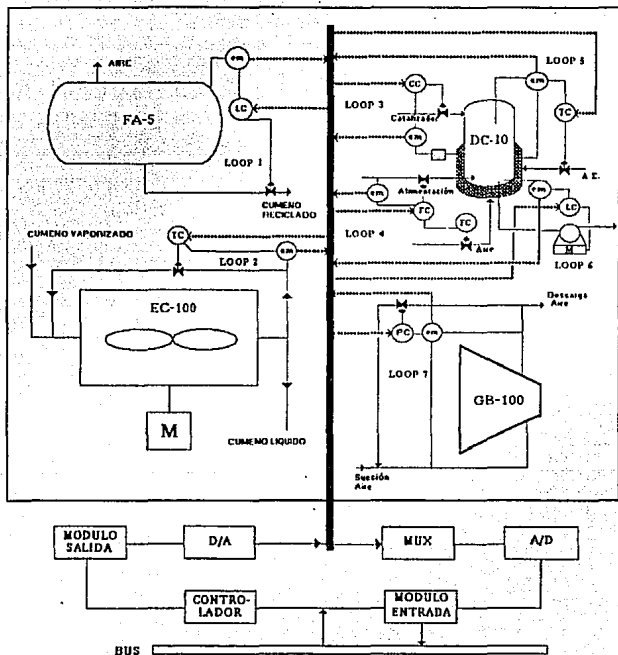 AIRE
em
FA-5
LC
LOOP 1
CUMENO
RECICLADO
CUMENO VAPORIZADO
TC
em
LOOP 2
EC-100
M
CUMENO LIQUIDO
LOOP 5
CC
em
LOOP 3
TC
Catalizador
DC-10
em
A.E.
em
Alimentación
em
LC
FC
FC
LOOP 4
Aire
M
LOOP 6
Descarga
Aire
PC
em
LOOP 7
GB-100
Succión
Aire
MODULO
SALIDA
D/A
MUX
A/D
CONTRO-
LADOR
MODULO
ENTRADA
BUS